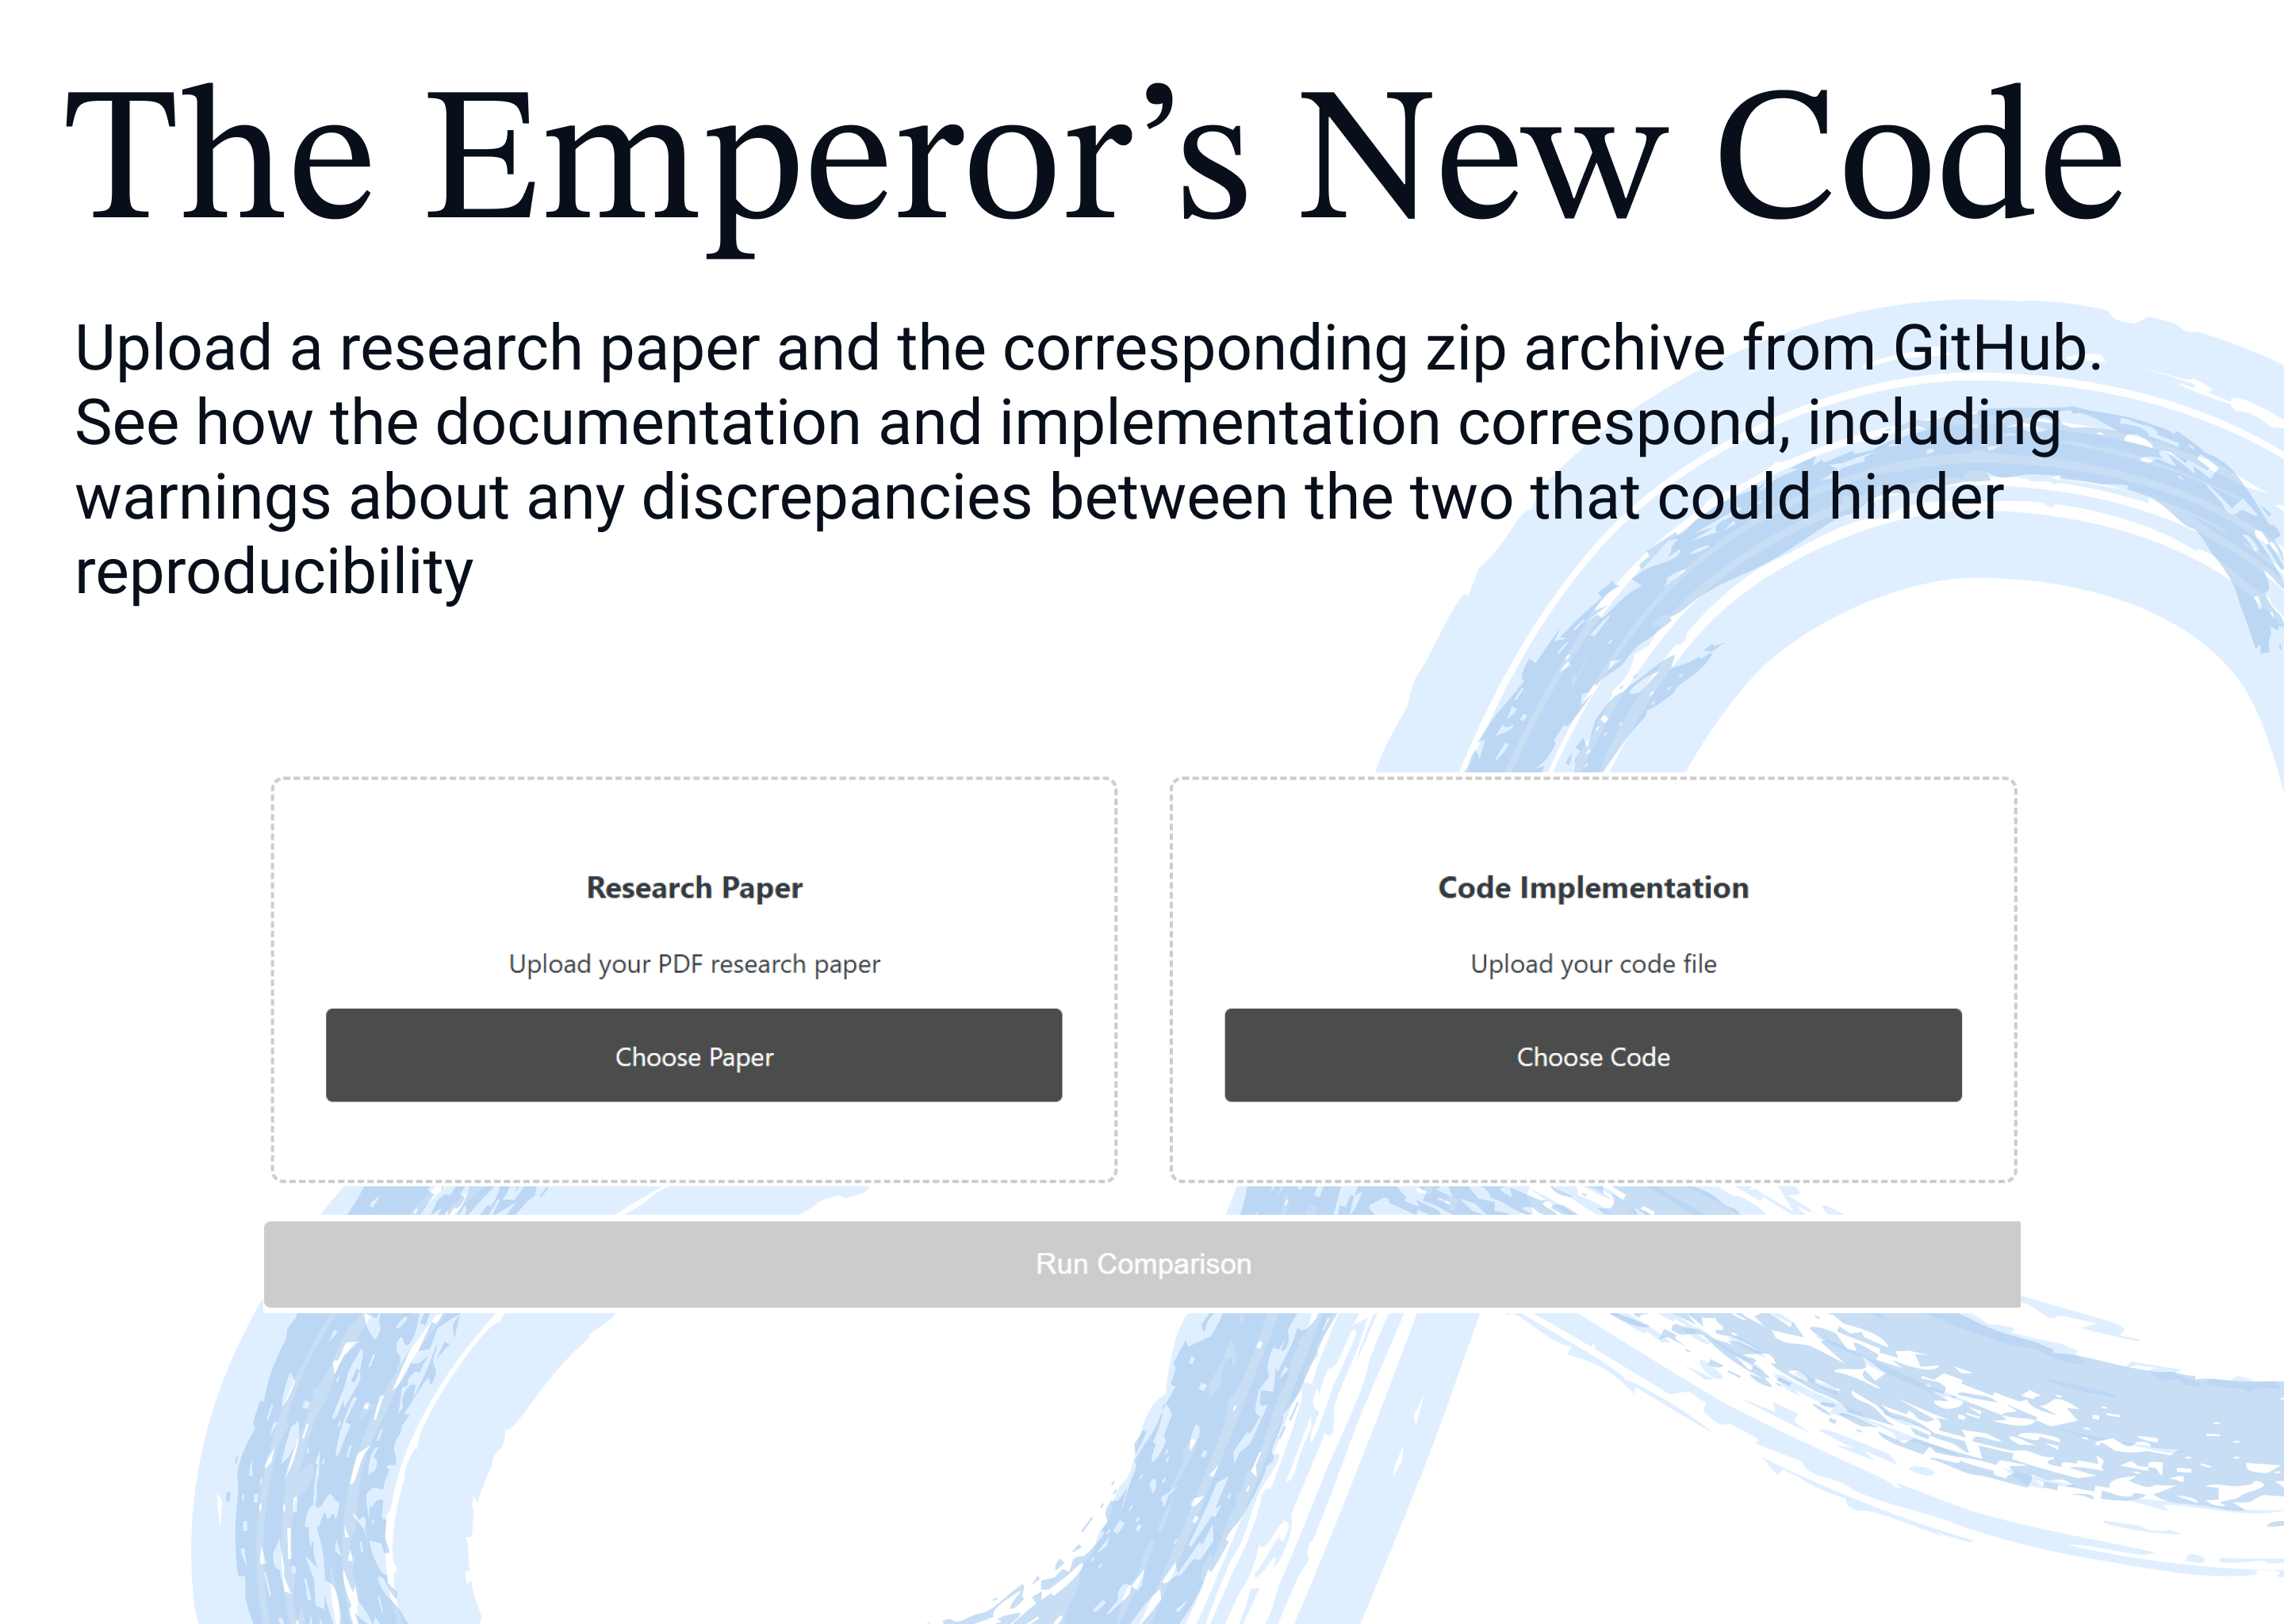 The Emperor’s New Code
Upload a research paper and the corresponding zip archive from GitHub.
See how the documentation and implementation correspond, including
warnings about any discrepancies between the two that could hinder
reproducibility
Research Paper
Upload your PDF research paper
Choose Paper
Code Implementation
Upload your code file
Choose Code
Run Comparison